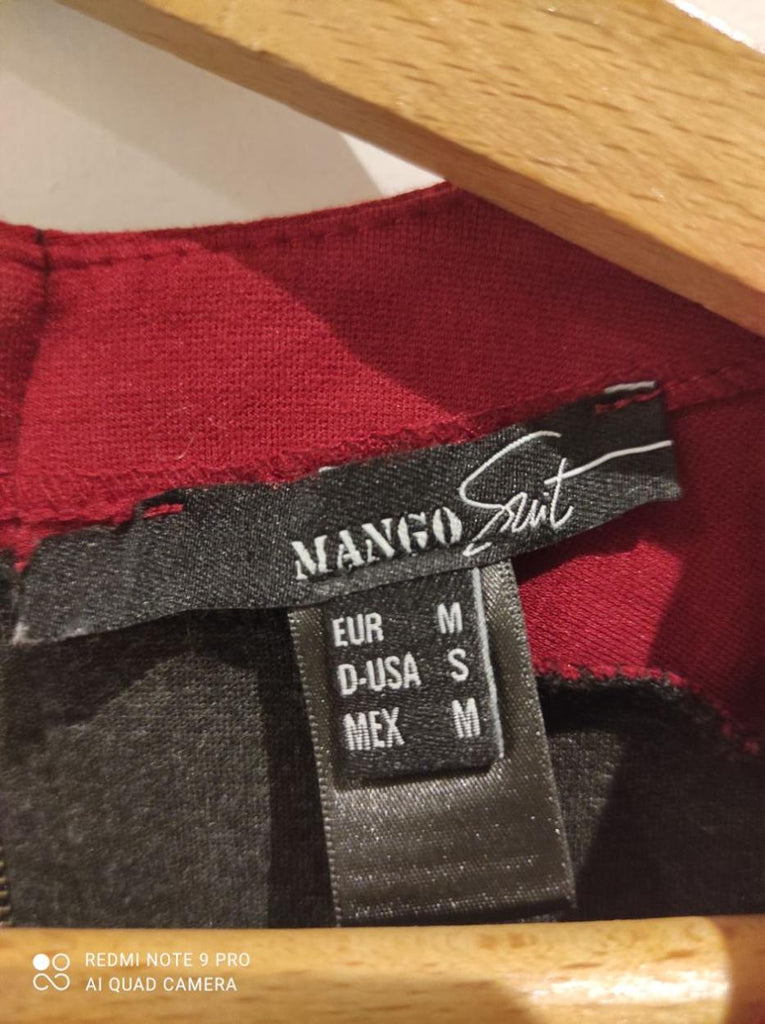 MANGO Suit
EUR M
D-USA S
MEX M
REDMI NOTE 9 PRO
AI QUAD CAMERA